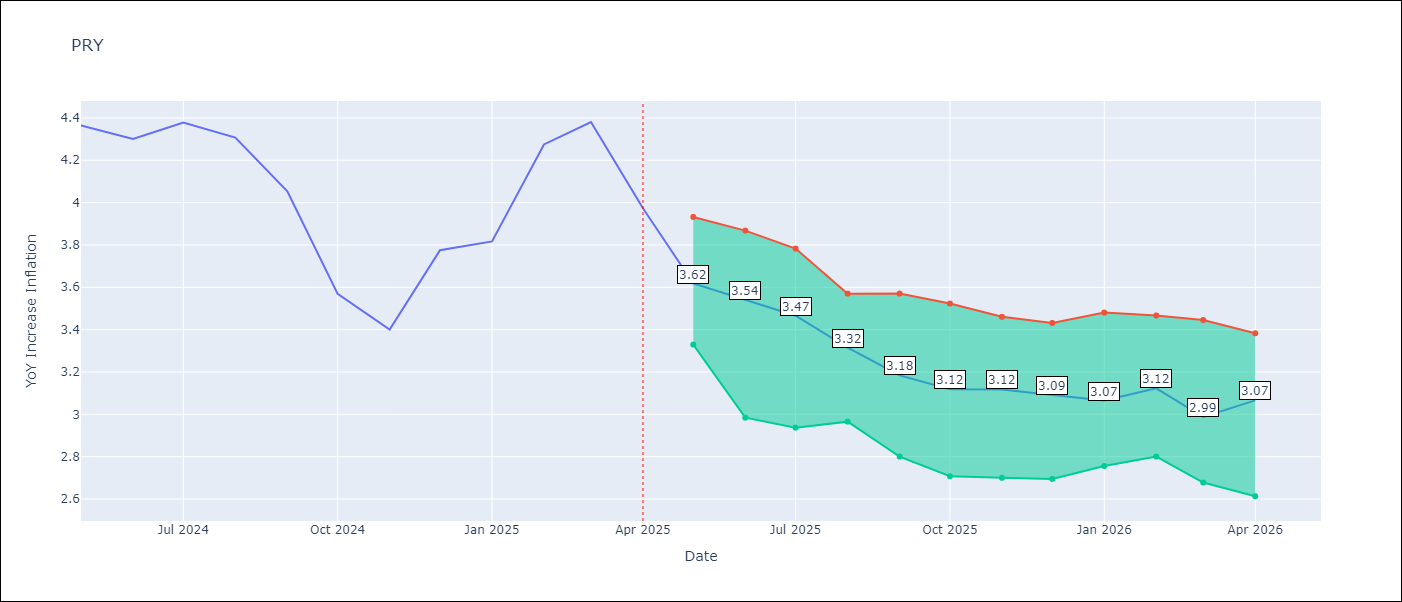 PRY
4.4
4.2
4
3.8
3.6
3.4
3.2
3
2.8
2.6
YoY Increase Inflation
3.62
3.54
3.47
3.32
3.18
3.12
3.12
3.09
3.07
3.12
2.99
3.07
Jul 2024
Oct 2024
Jan 2025
Apr 2025
Jul 2025
Oct 2025
Jan 2026
Apr 2026
Date